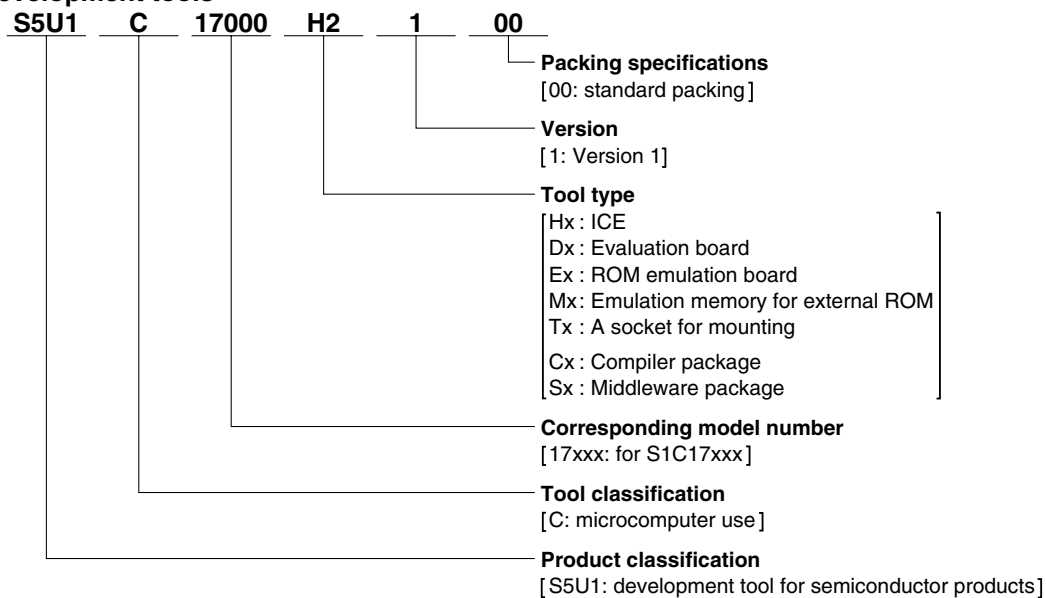 S5U1 C 17000 H2 1 00
Packing specifications
[00: standard packing]
Version
[1: Version 1]
Tool type
Hx : ICE
Dx : Evaluation board
Ex : ROM emulation board
Mx: Emulation memory for external ROM
Tx : A socket for mounting
Cx : Compiler package
Sx : Middleware package
Corresponding model number
[17xxx: for S1C17xxx]
Tool classification
[C: microcomputer use]
Product classification
[S5U1: development tool for semiconductor products]